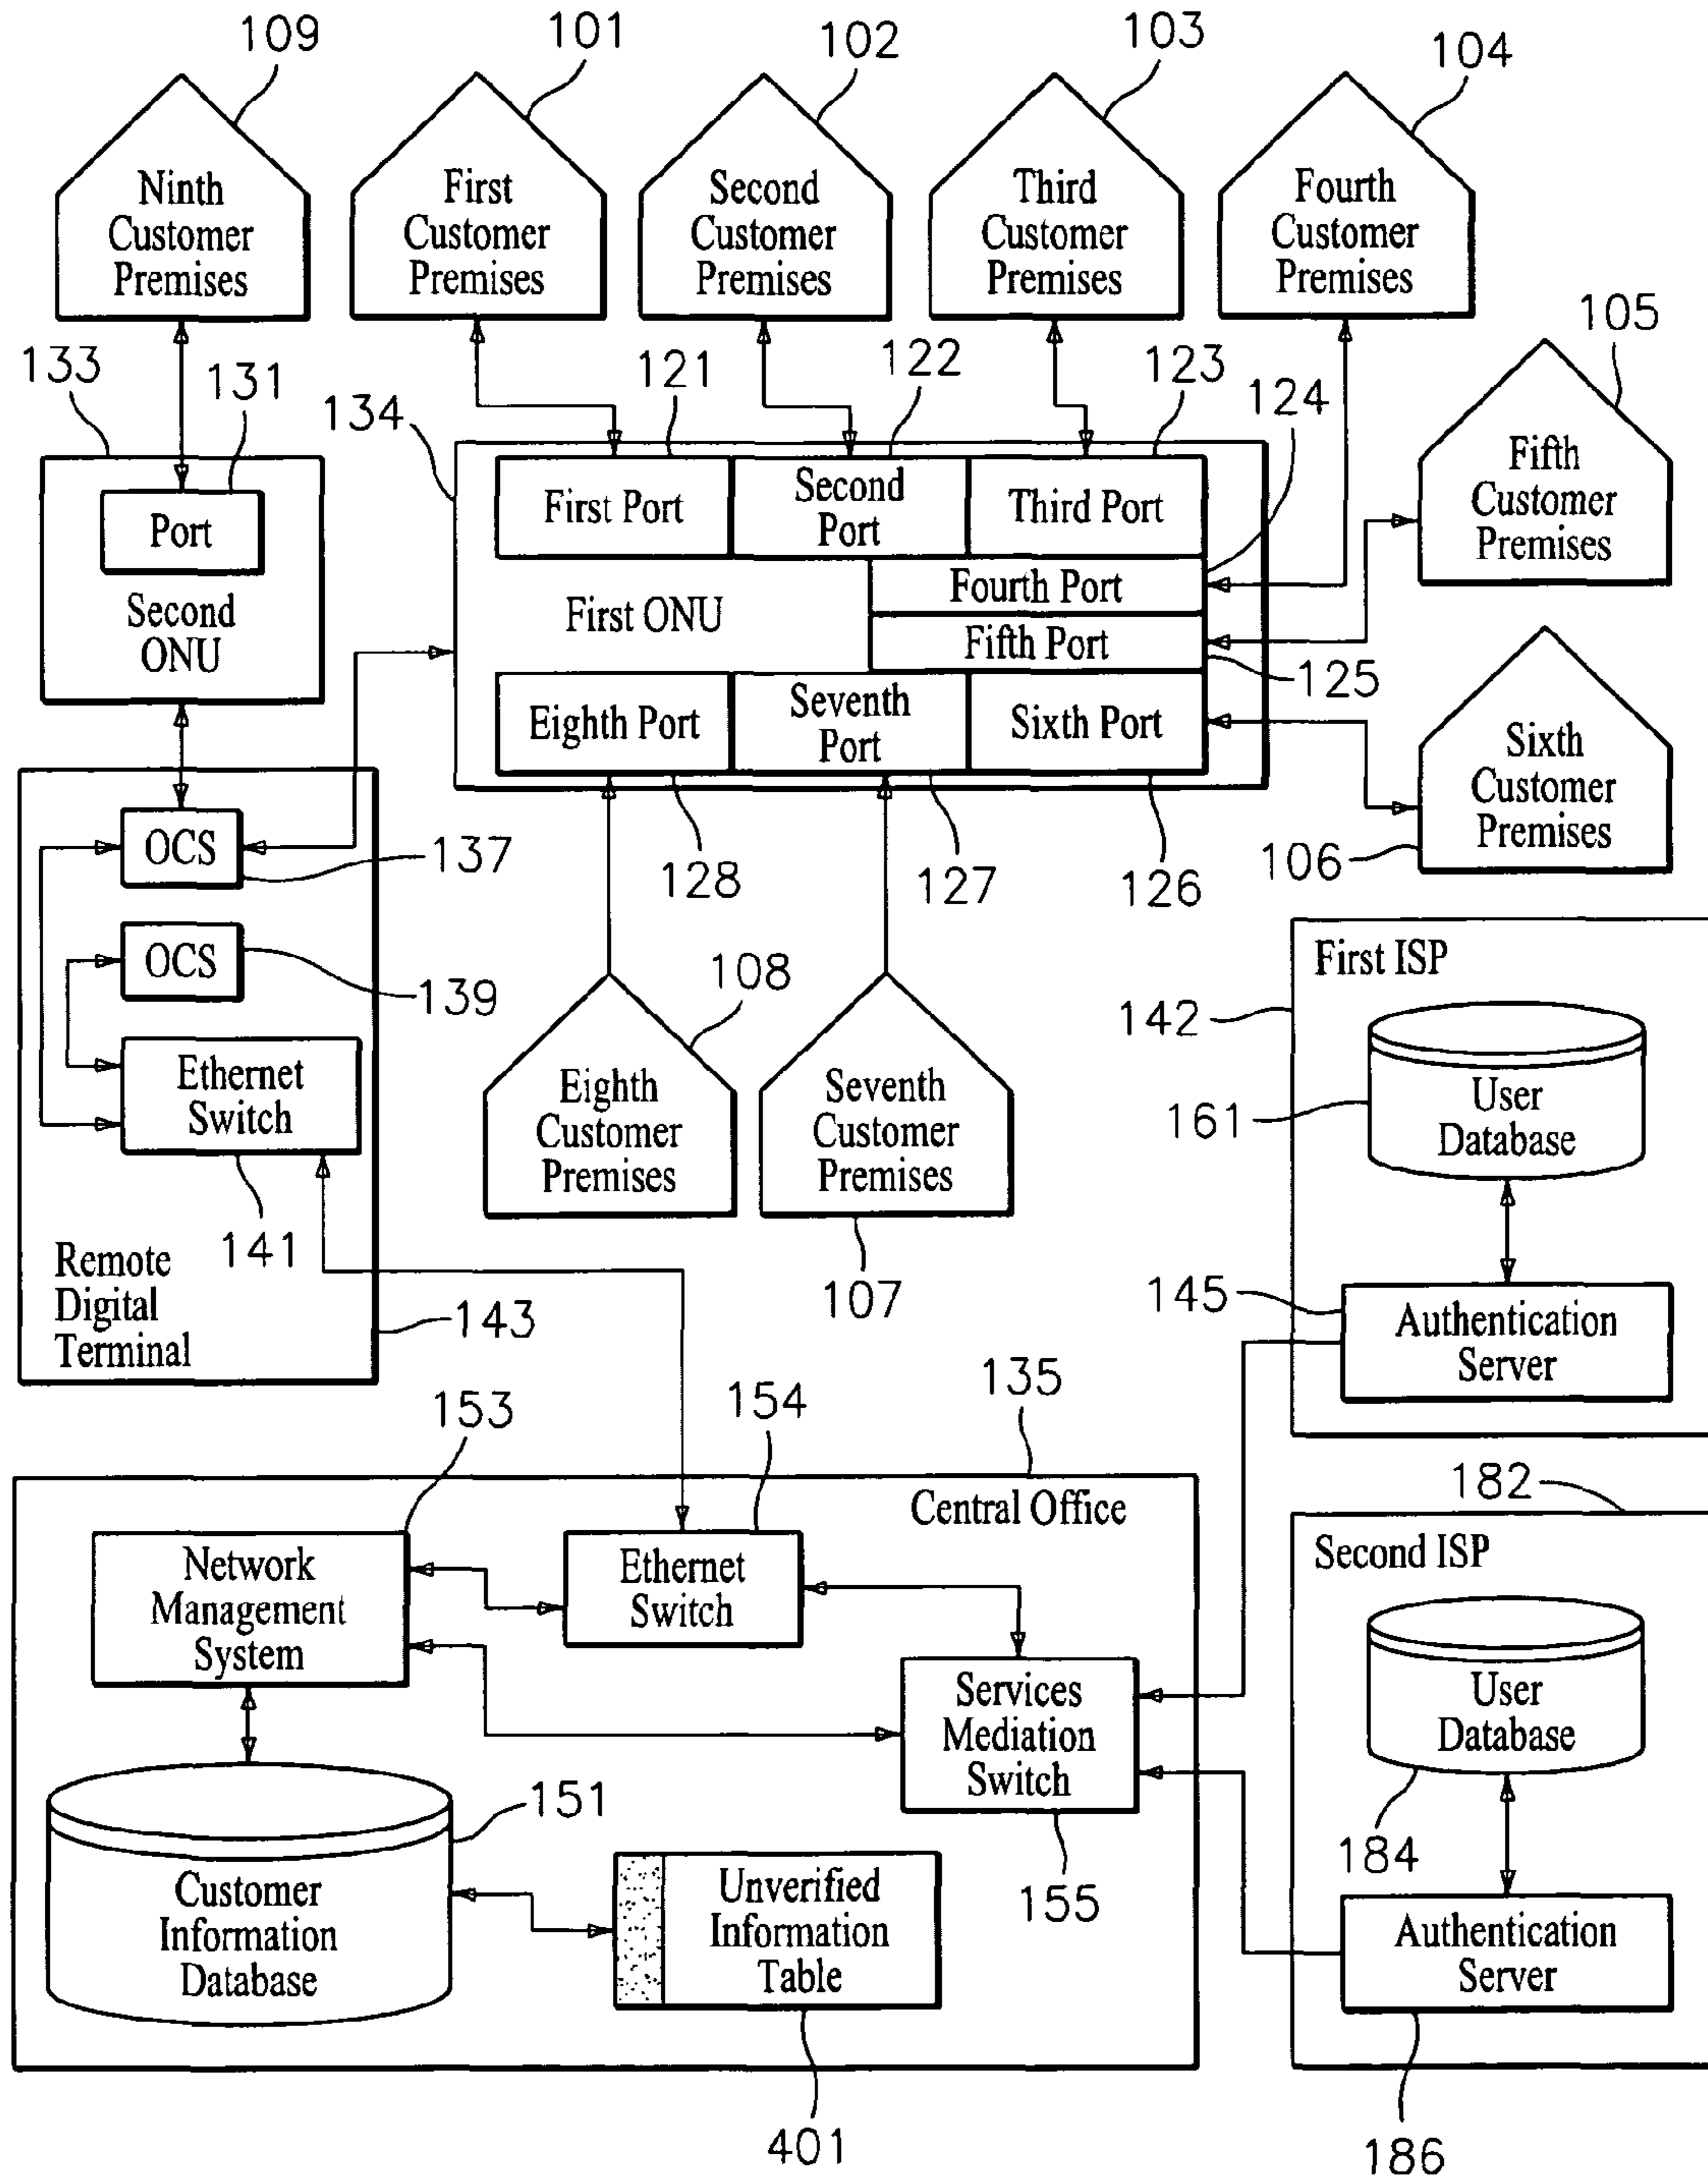 109
101
102
103
104
Ninth
Customer
Premises
First
Customer
Premises
Second
Customer
Premises
Third
Customer
Premises
Fourth
Customer
Premises
105
133
131
134
121
122
123
124
Fifth
Customer
Premises
Port
Second
ONU
First Port
Second
Port
Third Port
Fourth Port
First ONU
Fifth Port
125
Eighth Port
Seventh
Port
Sixth Port
Sixth
Customer
Premises
106
OCS
137
128
127
126
OCS
139
108
First ISP
142
Ethernet
Switch
141
Eighth
Customer
Premises
Seventh
Customer
Premises
107
User
Database
161
Remote
Digital
Terminal
143
145
Authentication
Server
153
154
135
Central Office
182
Second ISP
Network
Management
System
Ethernet
Switch
Services
Mediation
Switch
155
User
Database
184
151
Customer
Information
Database
Unverified
Information
Table
401
Authentication
Server
186